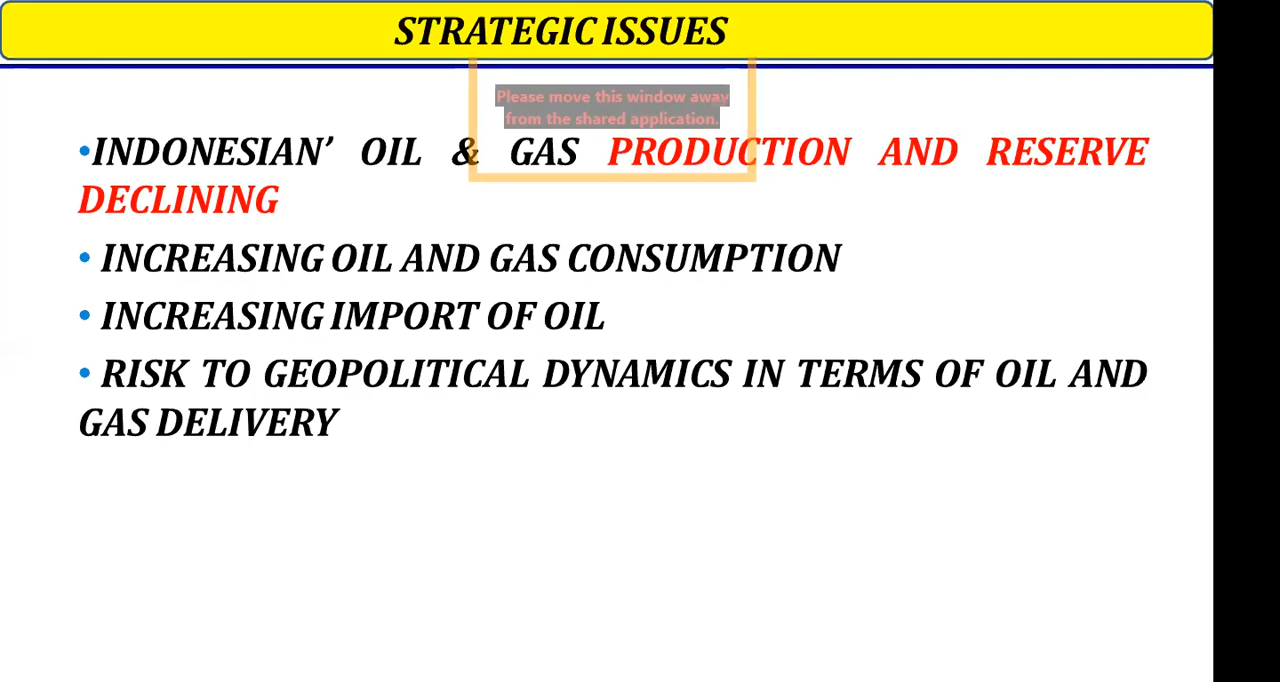 STRATEGIC ISSUES
Please move this window away
from the shared application.
•INDONESIAN’ OIL & GAS PRODUCTION AND RESERVE
DECLINING
• INCREASING OIL AND GAS CONSUMPTION
• INCREASING IMPORT OF OIL
• RISK TO GEOPOLITICAL DYNAMICS IN TERMS OF OIL AND
GAS DELIVERY